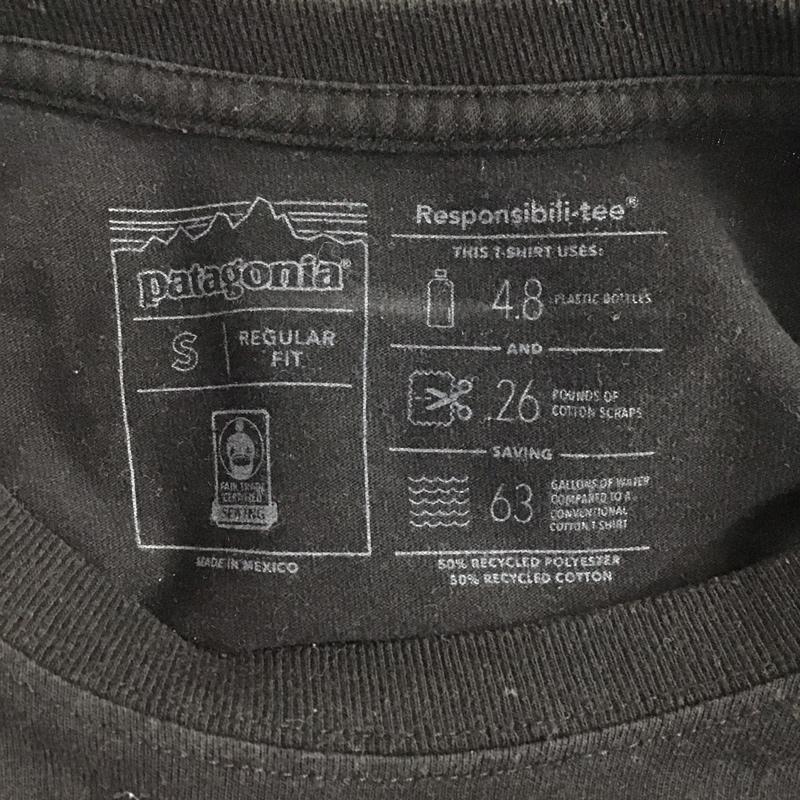 patagonia®
S
REGULAR
FIT
FAIR TRADE
CERTIFIED
SEWING
MADE IN MEXICO
Responsibili-tee®
THIS T-SHIRT USES:
4.8 PLASTIC BOTTLES
AND
.26 POUNDS OF
COTTON SCRAPS
SAVING
63 GALLONS OF WATER
COMPARED TO A
CONVENTIONAL
COTTON T-SHIRT
50% RECYCLED POLYESTER
50% RECYCLED COTTON